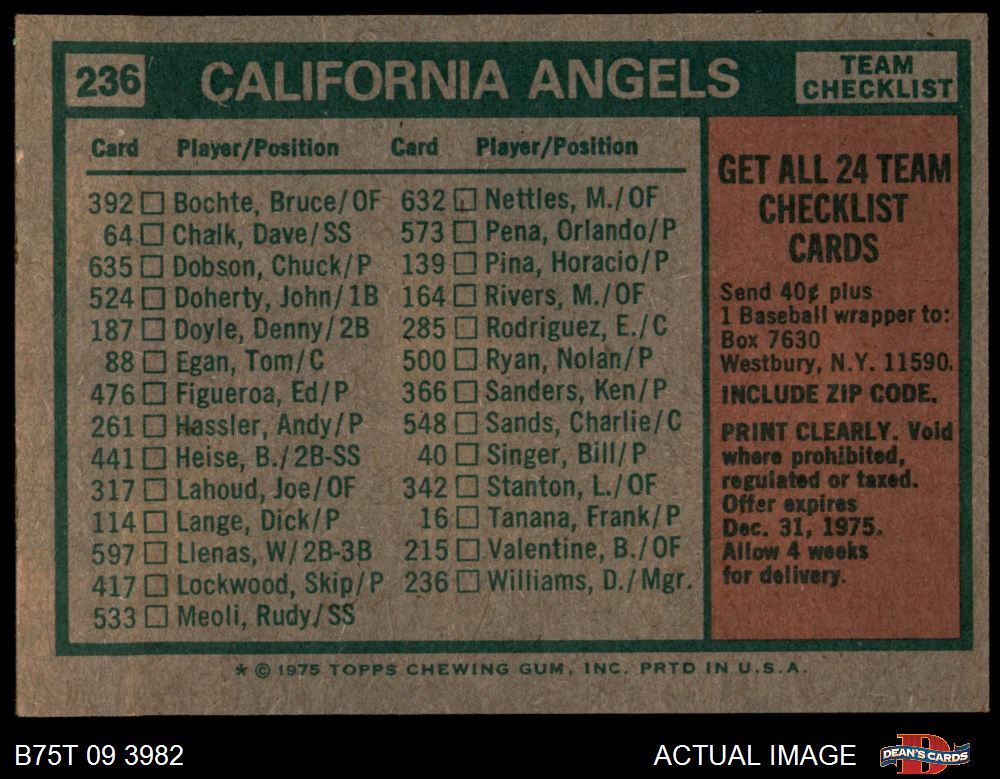 236 CALIFORNIA ANGELS TEAM CHECKLIST
Card Player/Position Card Player/Position
392 Bochte, Bruce/OF
64 Chalk, Dave/SS
635 Dobson, Chuck/P
524 Doherty, John/1B
187 Doyle, Denny/2B
88 Egan, Tom/C
476 Figueroa, Ed/P
261 Hassler, Andy/P
441 Heise, B./2B-SS
317 Lahoud, Joe/OF
114 Lange, Dick/P
597 Llenas, W/2B-3B
417 Lockwood, Skip/P
533 Meoli, Rudy/SS
632 Nettles, M./OF
573 Pena, Orlando/P
139 Pina, Horacio/P
164 Rivers, M./OF
285 Rodriguez, E./C
500 Ryan, Nolan/P
366 Sanders, Ken/P
548 Sands, Charlie/C
40 Singer, Bill/P
342 Stanton, L./OF
16 Tanana, Frank/P
215 Valentine, B./OF
236 Williams, D./Mgr.
GET ALL 24 TEAM
CHECKLIST
CARDS
Send 40¢ plus
1 Baseball wrapper to:
Box 7630
Westbury, N.Y. 11590.
INCLUDE ZIP CODE.
PRINT CLEARLY. Void
where prohibited,
regulated or taxed.
Offer expires
Dec. 31, 1975.
Allow 4 weeks
for delivery.
* © 1975 TOPPS CHEWING GUM, INC. PRTD IN U.S.A.
B75T 09 3982
ACTUAL IMAGE
DEAN'S CARDS